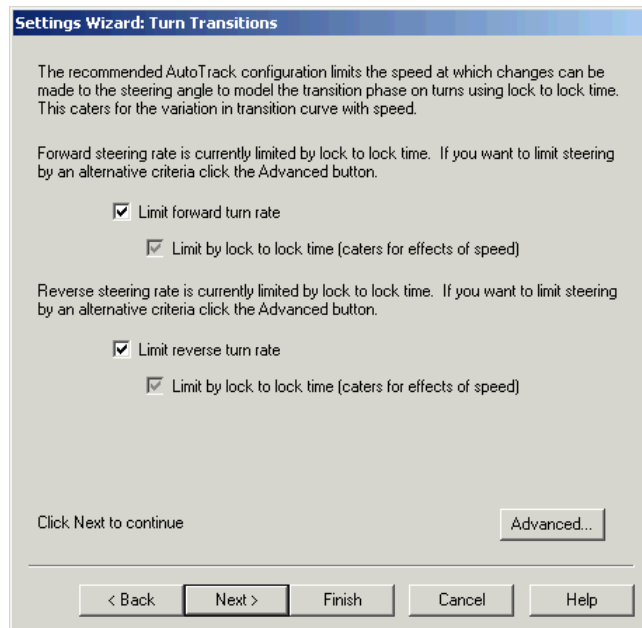 Settings Wizard: Turn Transitions
The recommended AutoTrack configuration limits the speed at which changes can be
made to the steering angle to model the transition phase on turns using lock to lock time.
This caters for the variation in transition curve with speed.
Forward steering rate is currently limited by lock to lock time.  If you want to limit steering
by an alternative criteria click the Advanced button.
Limit forward turn rate
Limit by lock to lock time (caters for effects of speed)
Reverse steering rate is currently limited by lock to lock time.  If you want to limit steering
by an alternative criteria click the Advanced button.
Limit reverse turn rate
Limit by lock to lock time (caters for effects of speed)
Click Next to continue
Advanced...
< Back
Next >
Finish
Cancel
Help